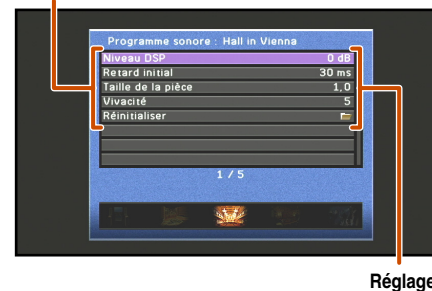 Programme sonore : Hall in Vienna
Niveau DSP 0 dB
Retard initial 30 ms
Taille de la pièce 1,0
Vivacité 5
Réinitialiser
1 / 5
Réglage